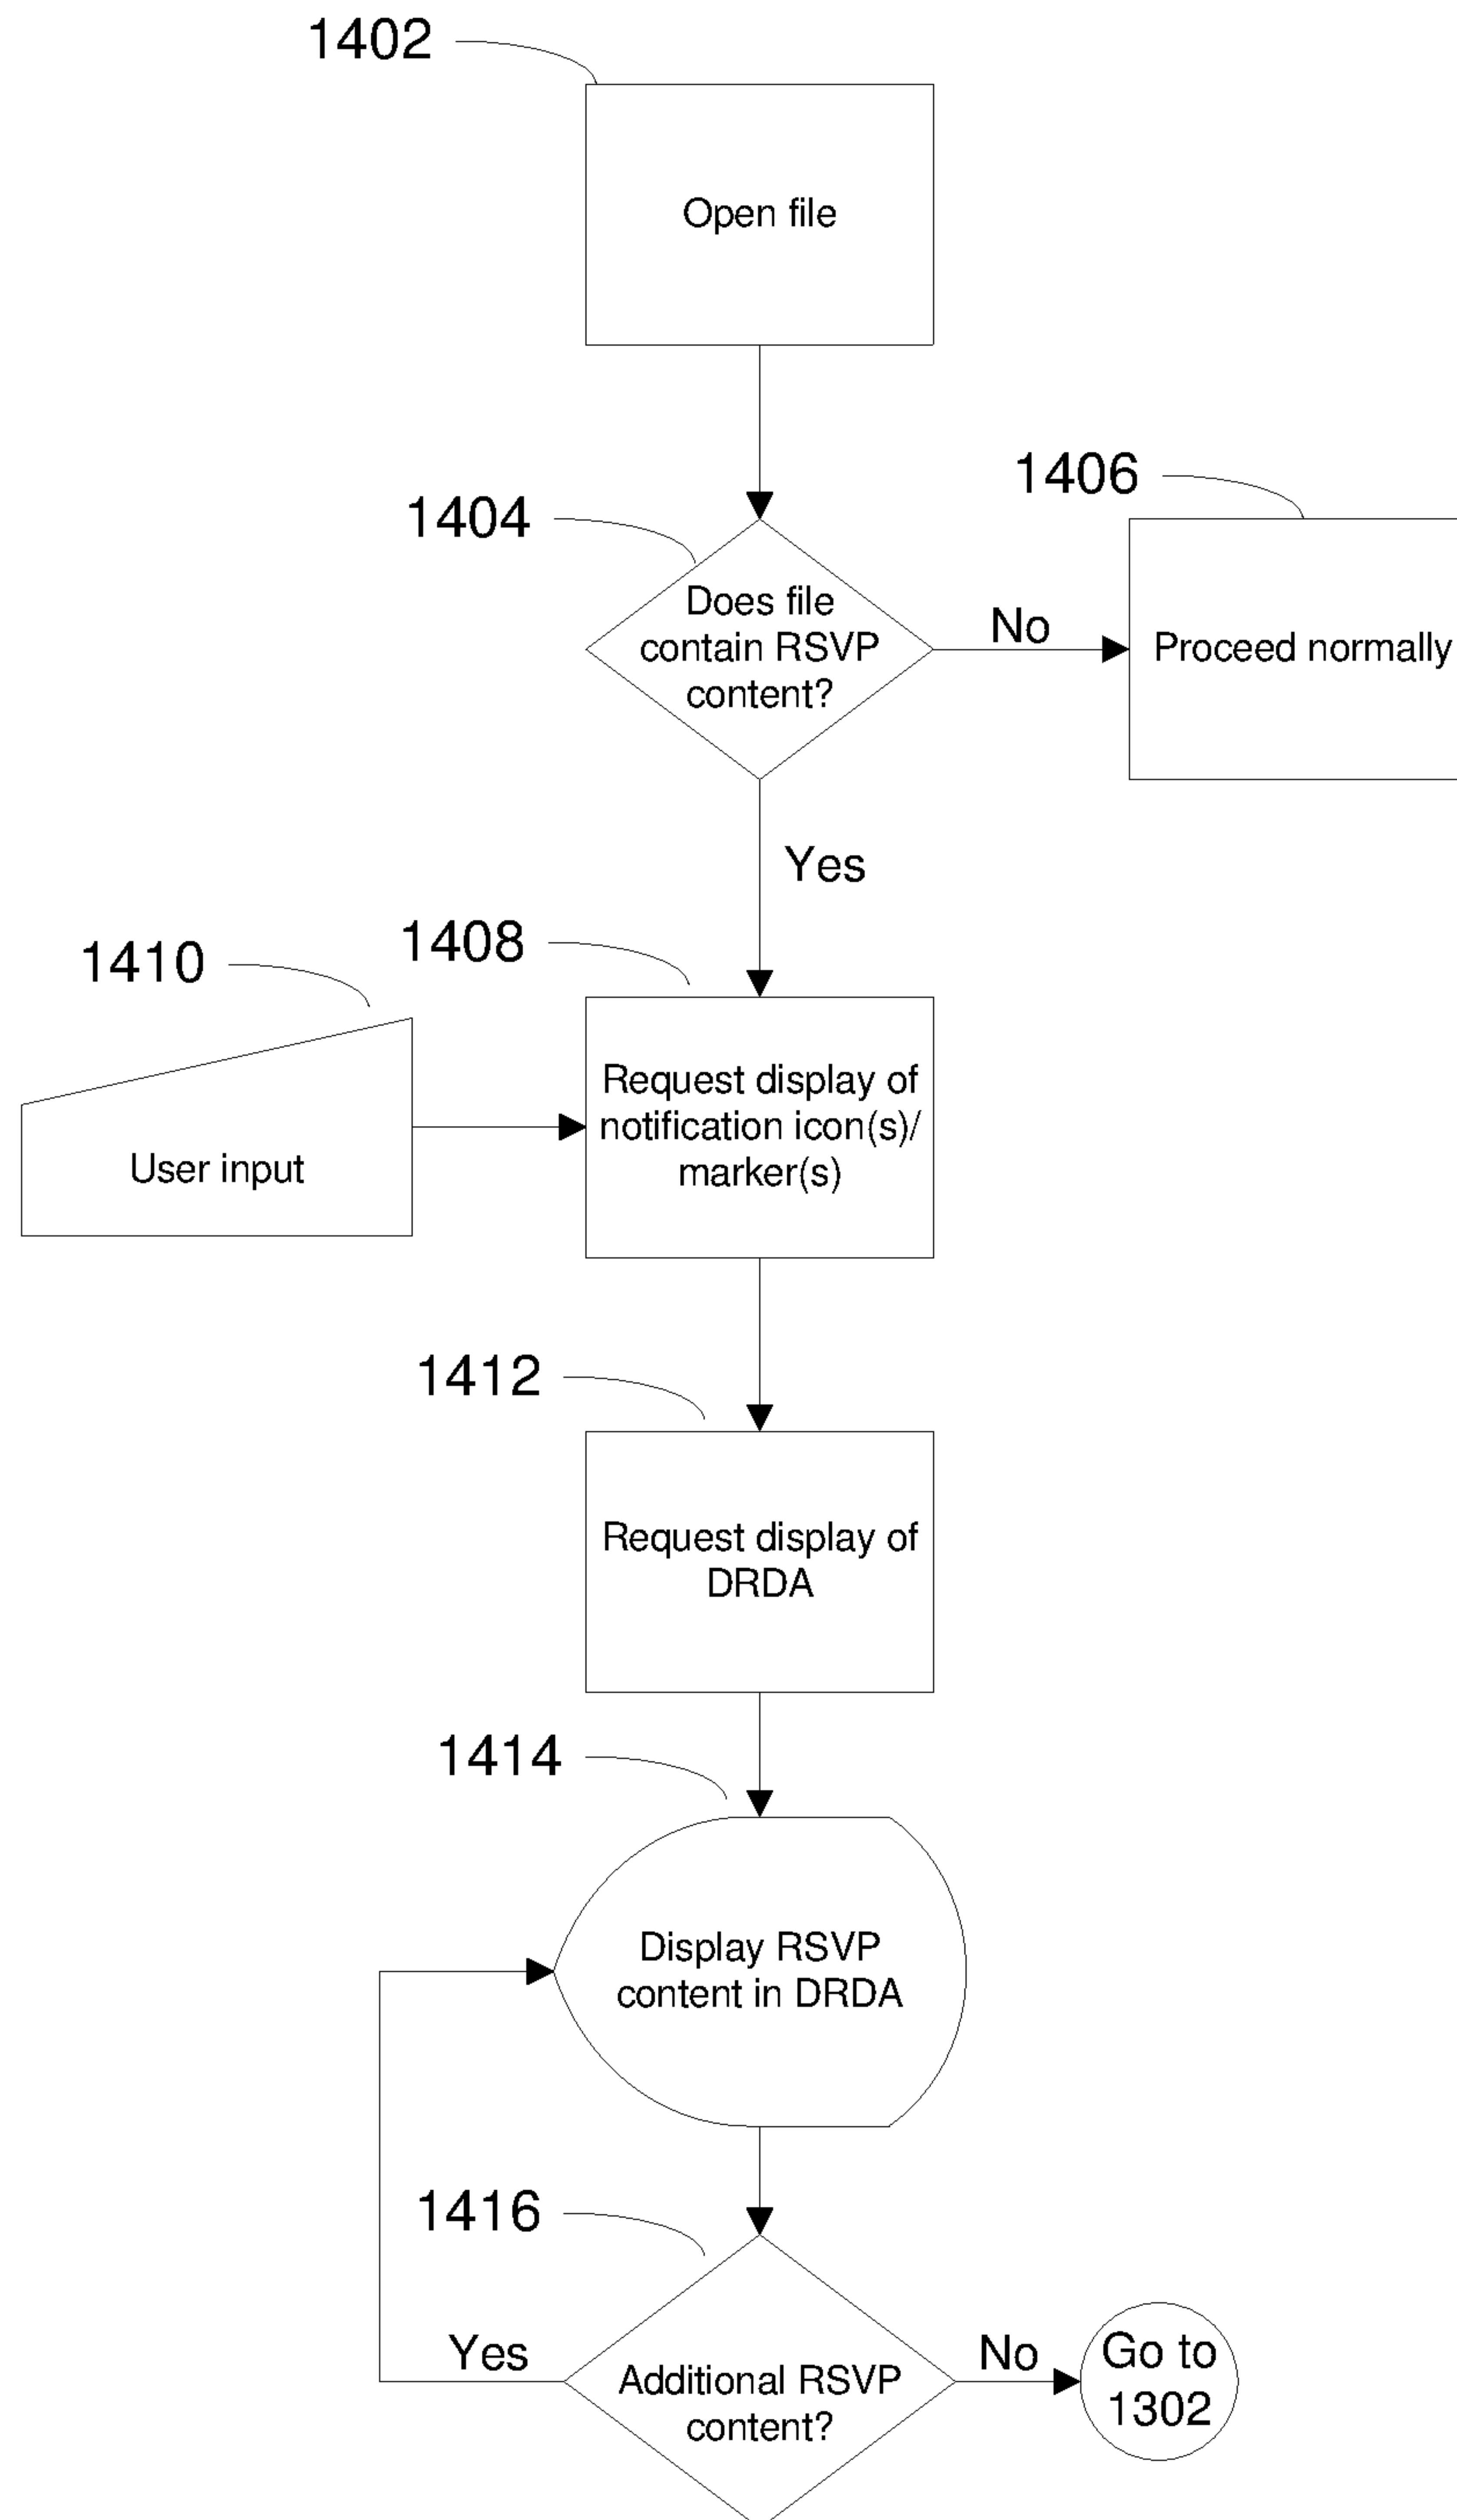 1402
Open file
1404
1406
Does file
contain RSVP
content?
No
Proceed normally
Yes
1410
1408
User input
Request display of
notification icon(s)/
marker(s)
1412
Request display of
DRDA
1414
Display RSVP
content in DRDA
1416
Yes
Additional RSVP
content?
No
Go to
1302